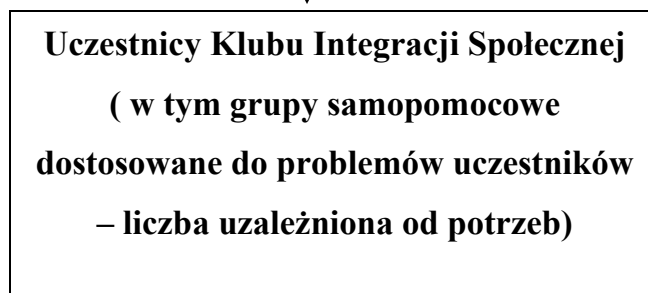 Uczestnicy Klubu Integracji Społecznej
( w tym grupy samopomocowe
dostosowane do problemów uczestników
– liczba uzależniona od potrzeb)